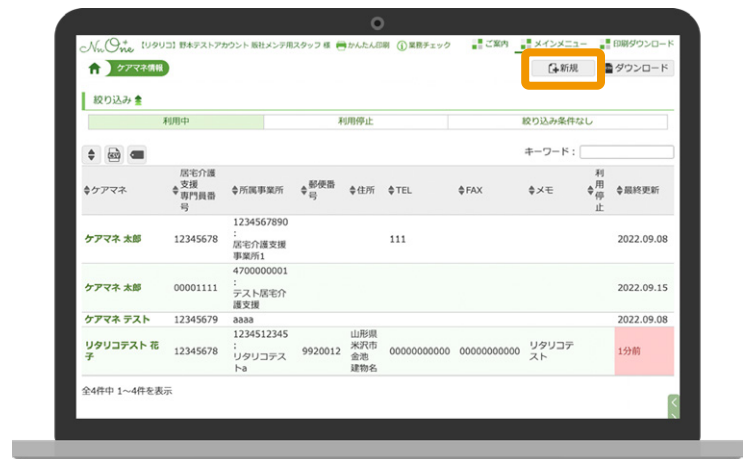 NuOne 【リタリコ】野本テストアカウント 販社メンテ用スタッフ 様 かんたん印刷 業務チェック ご案内 メインメニュー 印刷ダウンロード
ケアマネ情報 新規 ダウンロード
絞り込み
利用中 利用停止 絞り込み条件なし
キーワード：
ケアマネ 居宅介護支援専門員番号 所属事業所 郵便番号 住所 TEL FAX メモ 利用停止 最終更新
ケアマネ 太郎 12345678 1234567890 : 居宅介護支援事業所1 111 2022.09.08
ケアマネ 太郎 00001111 4700000001 : テスト居宅介護支援 2022.09.15
ケアマネ テスト 12345679 aaaa 2022.09.08
リタリコテスト 花子 12345678 1234512345 : リタリコテストa 9920012 山形県米沢市金池建物名 00000000000 00000000000 リタリコテスト 1分前
全4件中 1～4件を表示